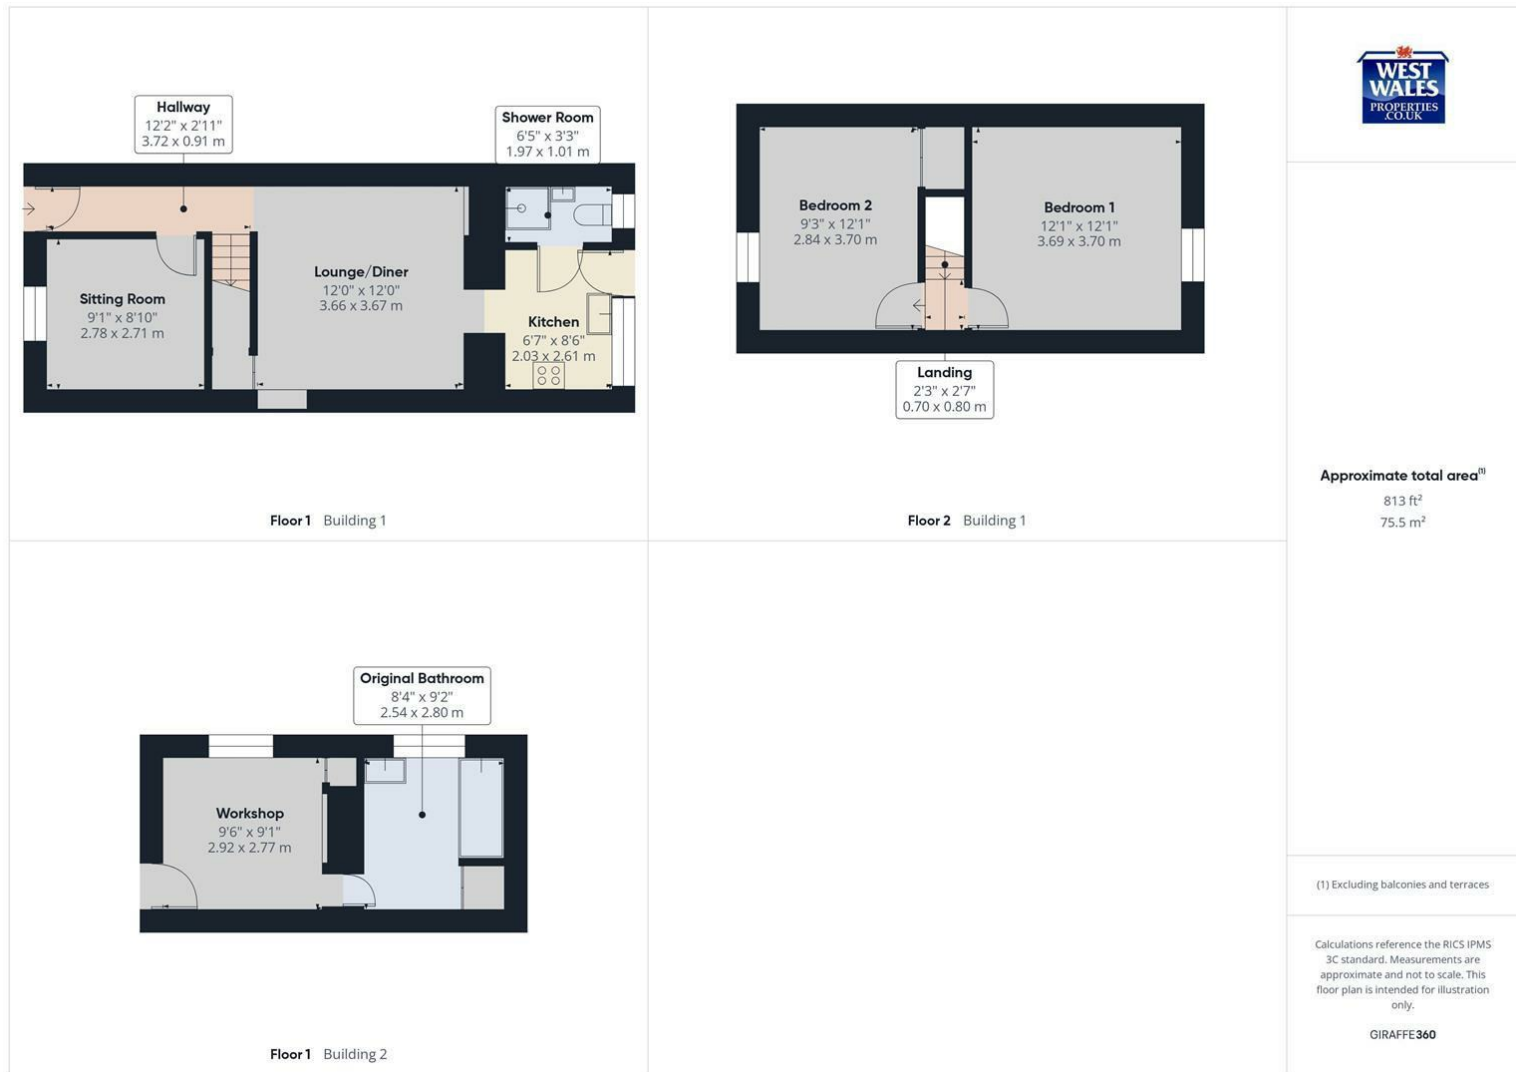 Hallway
12'2" x 2'11"
3.72 x 0.91 m
Shower Room
6'5" x 3'3"
1.97 x 1.01 m
Sitting Room
9'1" x 8'10"
2.78 x 2.71 m
Lounge/Diner
12'0" x 12'0"
3.66 x 3.67 m
Kitchen
6'7" x 8'6"
2.03 x 2.61 m
Floor 1 Building 1
Bedroom 2
9'3" x 12'1"
2.84 x 3.70 m
Bedroom 1
12'1" x 12'1"
3.69 x 3.70 m
Landing
2'3" x 2'7"
0.70 x 0.80 m
Floor 2 Building 1
Original Bathroom
8'4" x 9'2"
2.54 x 2.80 m
Workshop
9'6" x 9'1"
2.92 x 2.77 m
Floor 1 Building 2
WEST
WALES
PROPERTIES
.CO.UK
Approximate total area⁽¹⁾
813 ft²
75.5 m²
(1) Excluding balconies and terraces
Calculations reference the RICS IPMS
3C standard. Measurements are
approximate and not to scale. This
floor plan is intended for illustration
only.
GIRAFFE360